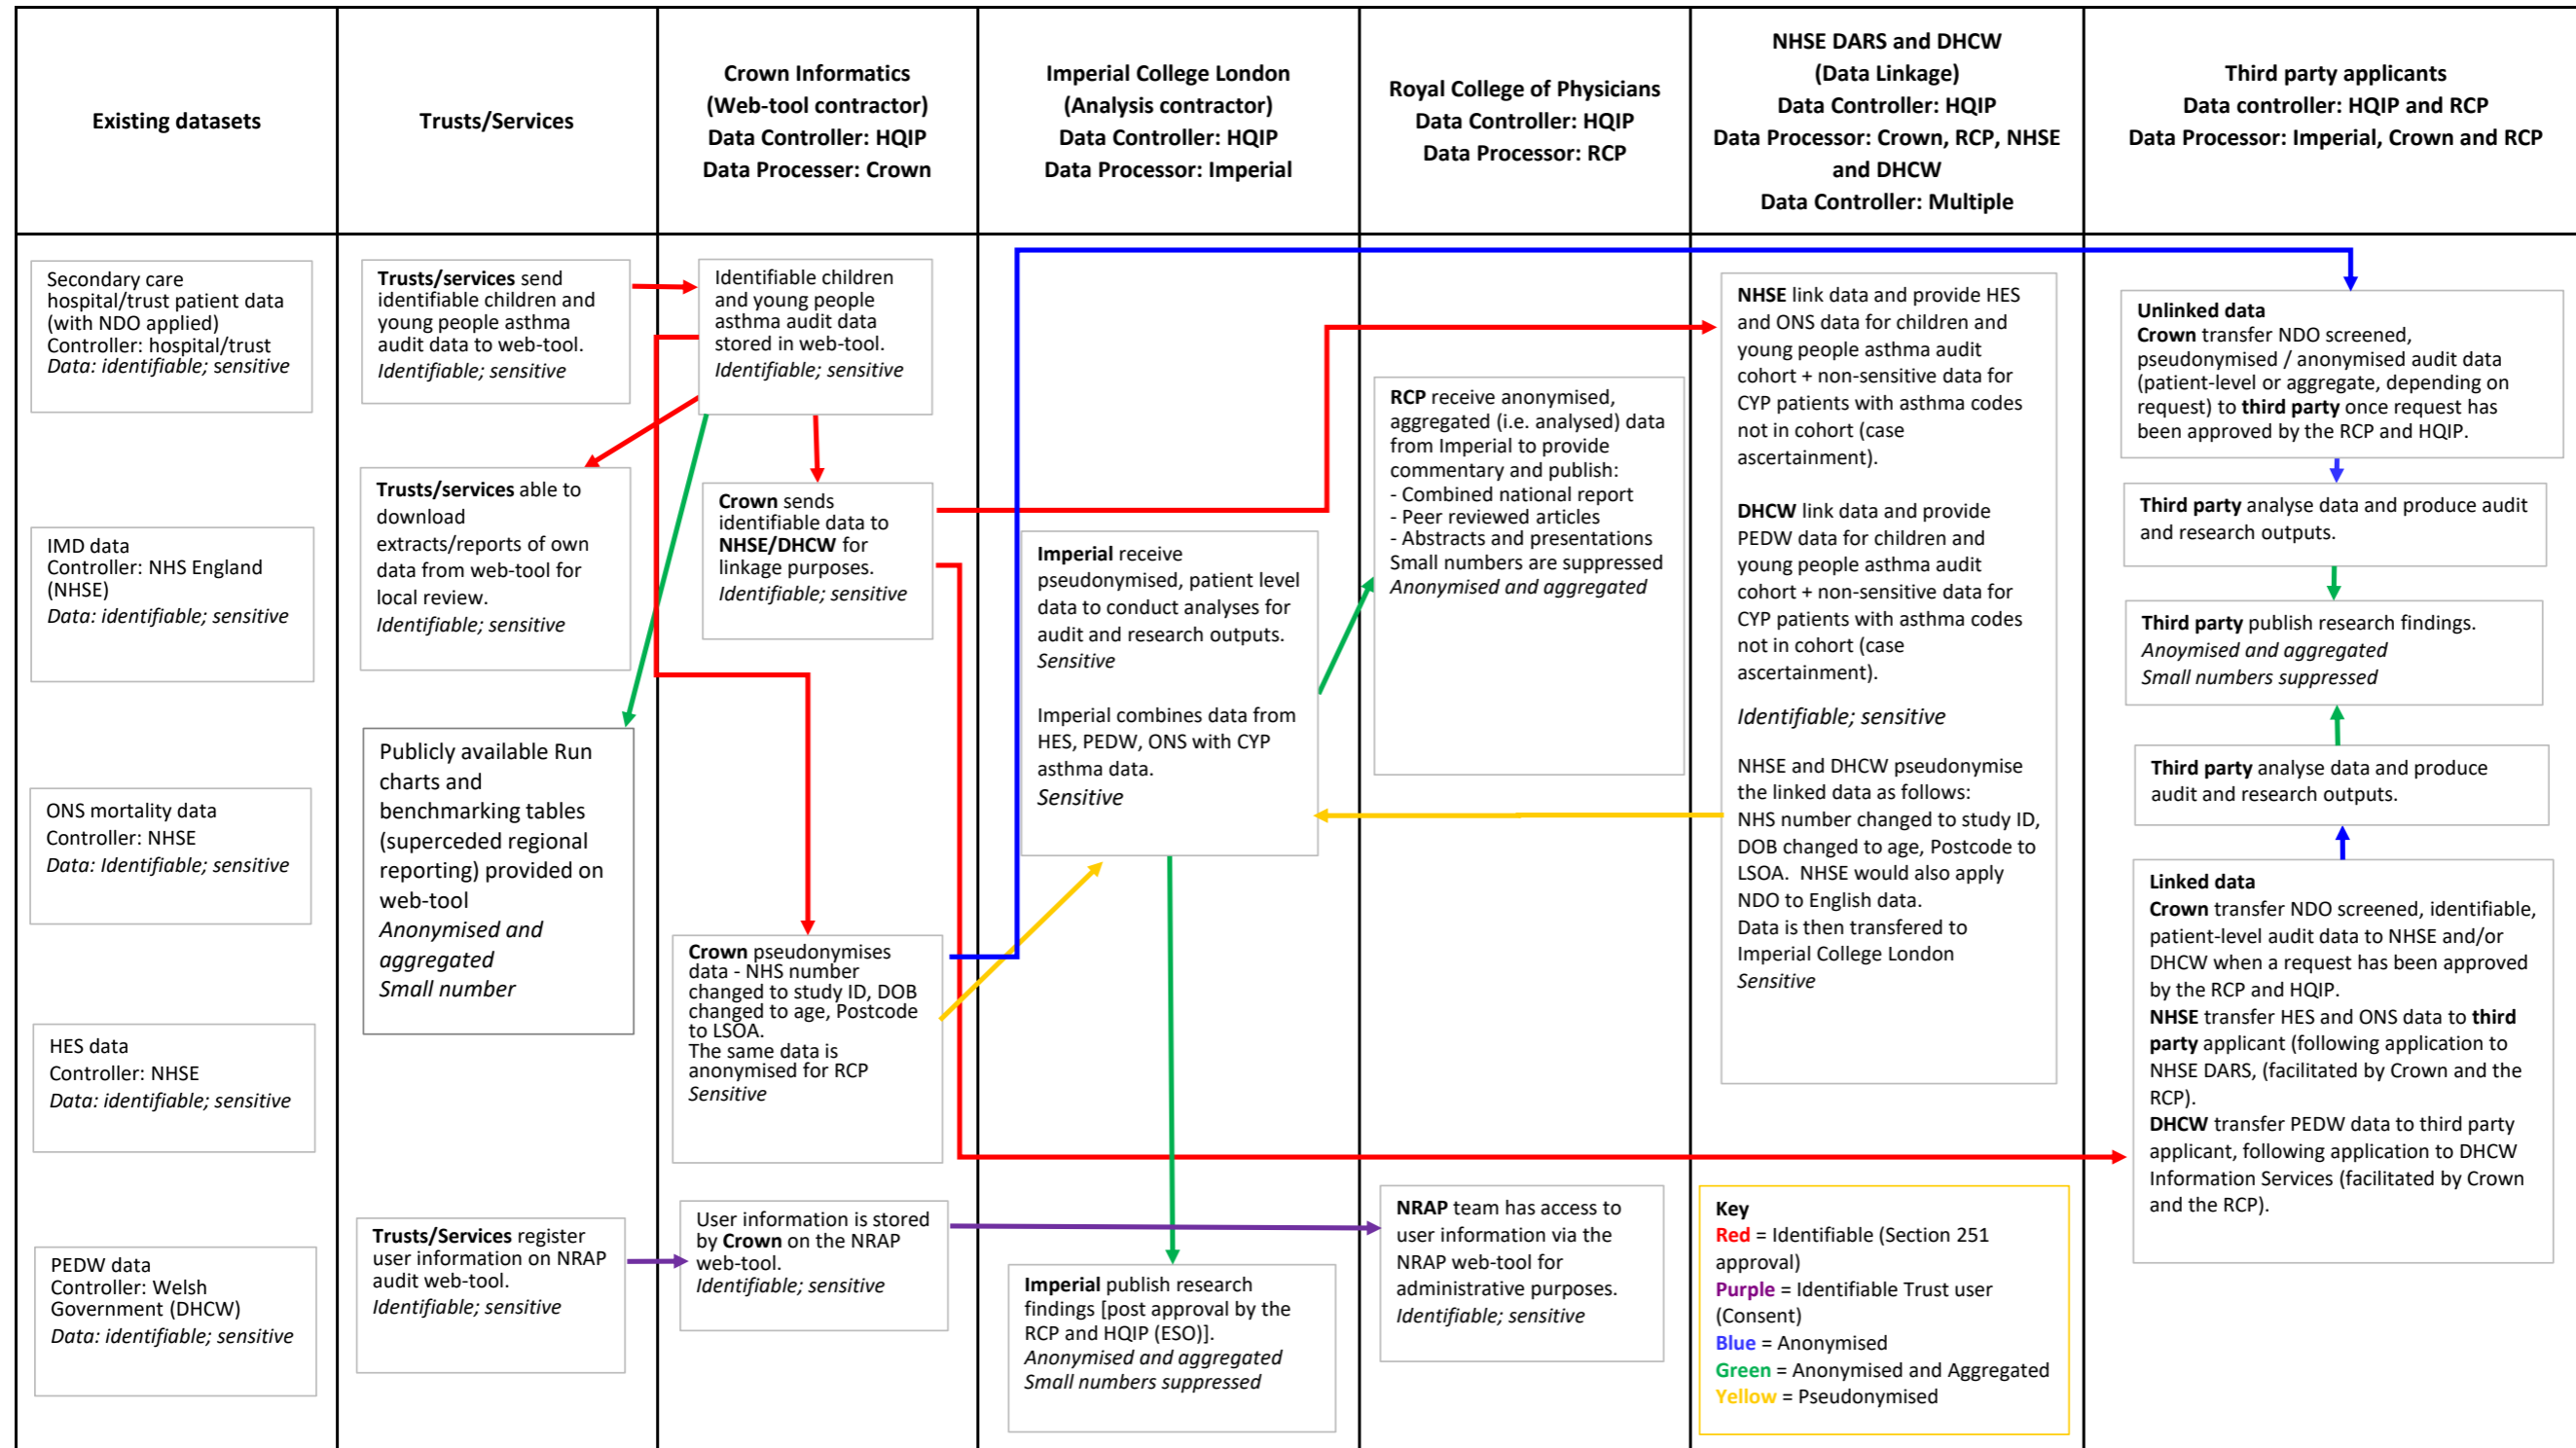 Existing datasets
Trusts/Services
Crown Informatics
(Web-tool contractor)
Data Controller: HQIP
Data Processer: Crown
Imperial College London
(Analysis contractor)
Data Controller: HQIP
Data Processor: Imperial
Royal College of Physicians
Data Controller: HQIP
Data Processor: RCP
NHSE DARS and DHCW
(Data Linkage)
Data Controller: HQIP
Data Processor: Crown, RCP, NHSE
and DHCW
Data Controller: Multiple
Third party applicants
Data controller: HQIP and RCP
Data Processor: Imperial, Crown and RCP
Secondary care
hospital/trust patient data
(with NDO applied)
Controller: hospital/trust
Data: identifiable; sensitive
IMD data
Controller: NHS England
(NHSE)
Data: identifiable; sensitive
ONS mortality data
Controller: NHSE
Data: Identifiable; sensitive
HES data
Controller: NHSE
Data: identifiable; sensitive
PEDW data
Controller: Welsh
Government (DHCW)
Data: identifiable; sensitive
Trusts/services send
identifiable children and
young people asthma
audit data to web-tool.
Identifiable; sensitive
Trusts/services able to
download
extracts/reports of own
data from web-tool for
local review.
Identifiable; sensitive
Publicly available Run
charts and
benchmarking tables
(superceded regional
reporting) provided on
web-tool
Anonymised and
aggregated
Small number
Trusts/Services register
user information on NRAP
audit web-tool.
Identifiable; sensitive
Identifiable children
and young people
asthma audit data
stored in web-tool.
Identifiable; sensitive
Crown sends
identifiable data to
NHSE/DHCW for
linkage purposes.
Identifiable; sensitive
Crown pseudonymises
data - NHS number
changed to study ID, DOB
changed to age, Postcode
to LSOA.
The same data is
anonymised for RCP
Sensitive
User information is stored
by Crown on the NRAP
web-tool.
Identifiable; sensitive
Imperial receive
pseudonymised, patient level
data to conduct analyses for
audit and research outputs.
Sensitive
Imperial combines data from
HES, PEDW, ONS with CYP
asthma data.
Sensitive
Imperial publish research
findings [post approval by the
RCP and HQIP (ESO)].
Anonymised and aggregated
Small numbers suppressed
RCP receive anonymised,
aggregated (i.e. analysed) data
from Imperial to provide
commentary and publish:
- Combined national report
- Peer reviewed articles
- Abstracts and presentations
Small numbers are suppressed
Anonymised and aggregated
NRAP team has access to
user information via the
NRAP web-tool for
administrative purposes.
Identifiable; sensitive
NHSE link data and provide HES
and ONS data for children and
young people asthma audit
cohort + non-sensitive data for
CYP patients with asthma codes
not in cohort (case
ascertainment).
DHCW link data and provide
PEDW data for children and
young people asthma audit
cohort + non-sensitive data for
CYP patients with asthma codes
not in cohort (case
ascertainment).
Identifiable; sensitive
NHSE and DHCW pseudonymise
the linked data as follows:
NHS number changed to study ID,
DOB changed to age, Postcode to
LSOA. NHSE would also apply
NDO to English data.
Data is then transfered to
Imperial College London
Sensitive
Key
Red = Identifiable (Section 251
approval)
Purple = Identifiable Trust user
(Consent)
Blue = Anonymised
Green = Anonymised and Aggregated
Yellow = Pseudonymised
Unlinked data
Crown transfer NDO screened,
pseudonymised / anonymised audit data
(patient-level or aggregate, depending on
request) to third party once request has
been approved by the RCP and HQIP.
Third party analyse data and produce audit
and research outputs.
Third party publish research findings.
Anoymised and aggregated
Small numbers suppressed
Third party analyse data and produce
audit and research outputs.
Linked data
Crown transfer NDO screened, identifiable,
patient-level audit data to NHSE and/or
DHCW when a request has been approved
by the RCP and HQIP.
NHSE transfer HES and ONS data to third
party applicant (following application to
NHSE DARS, (facilitated by Crown and the
RCP).
DHCW transfer PEDW data to third party
applicant, following application to DHCW
Information Services (facilitated by Crown
and the RCP).